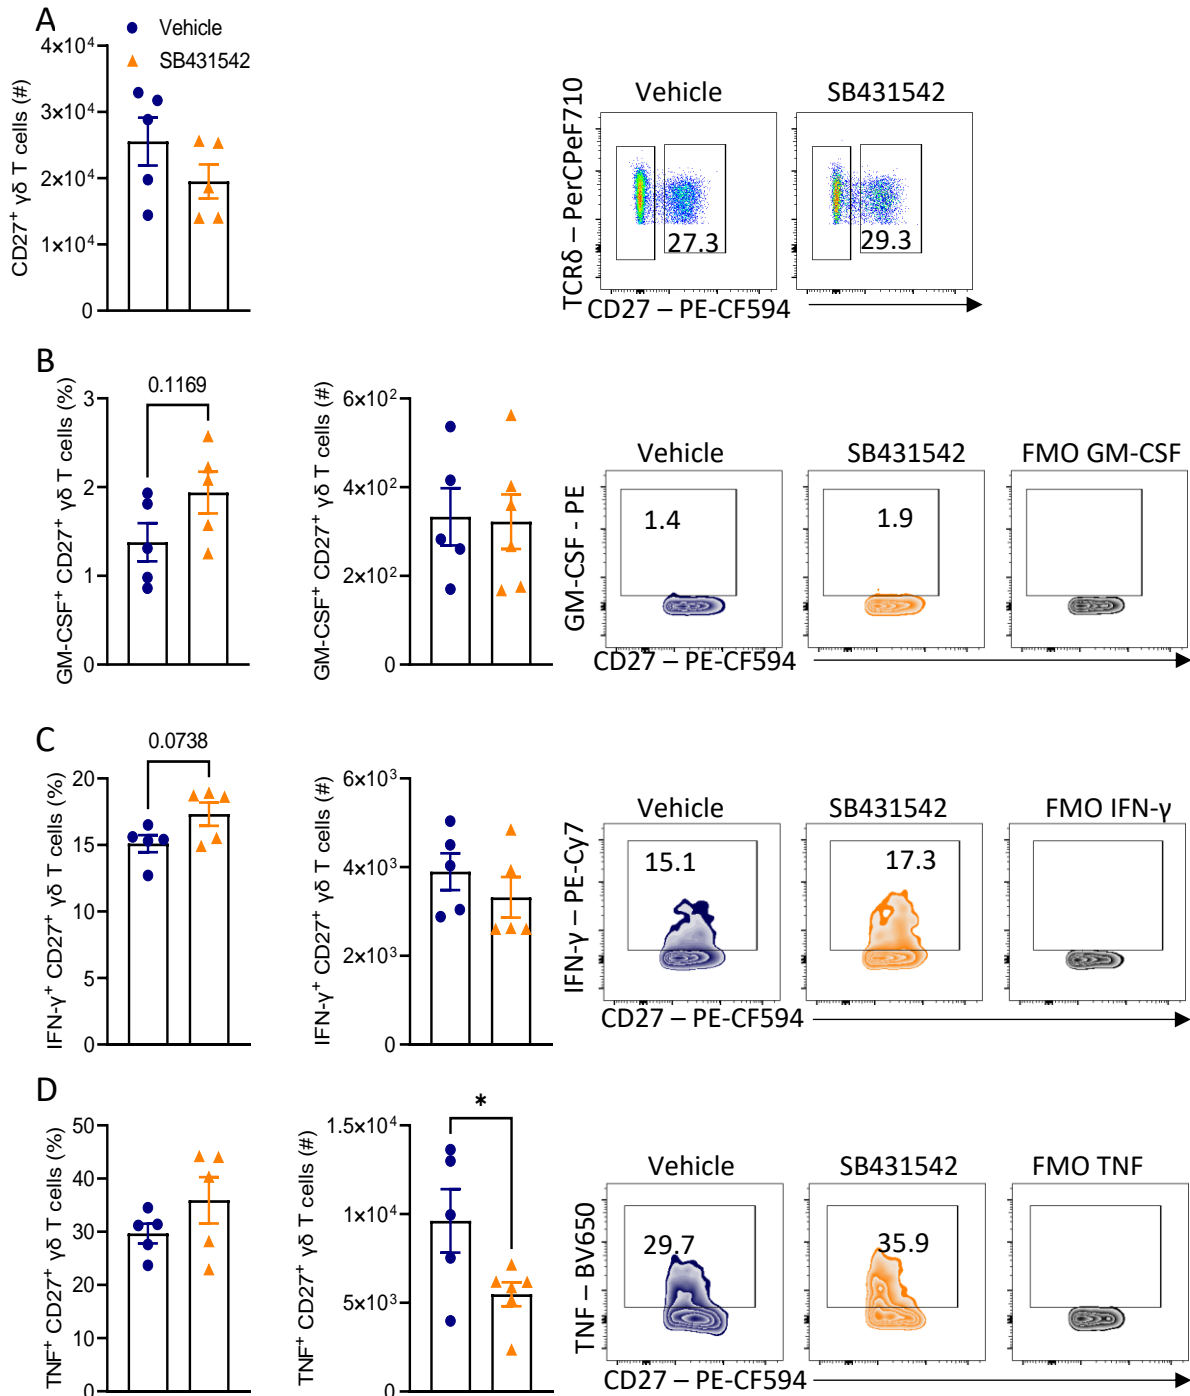 A
Vehicle
SB431542
CD27⁺ γδ T cells (#)
4×10⁴
3×10⁴
2×10⁴
1×10⁴
0
Vehicle
SB431542
TCRδ – PerCPeF710
27.3
29.3
CD27 – PE-CF594
B
GM-CSF⁺ CD27⁺ γδ T cells (%)
3
2
1
0
0.1169
GM-CSF⁺ CD27⁺ γδ T cells (#)
6×10²
4×10²
2×10²
0
Vehicle
SB431542
FMO GM-CSF
GM-CSF - PE
1.4
1.9
CD27 – PE-CF594
C
IFN-γ⁺ CD27⁺ γδ T cells (%)
20
15
10
5
0
0.0738
IFN-γ⁺ CD27⁺ γδ T cells (#)
6×10³
4×10³
2×10³
0
Vehicle
SB431542
FMO IFN-γ
IFN-γ – PE-Cy7
15.1
17.3
CD27 – PE-CF594
D
TNF⁺ CD27⁺ γδ T cells (%)
50
40
30
20
10
0
TNF⁺ CD27⁺ γδ T cells (#)
1.5×10⁴
1×10⁴
5×10³
0
*
Vehicle
SB431542
FMO TNF
TNF – BV650
29.7
35.9
CD27 – PE-CF594